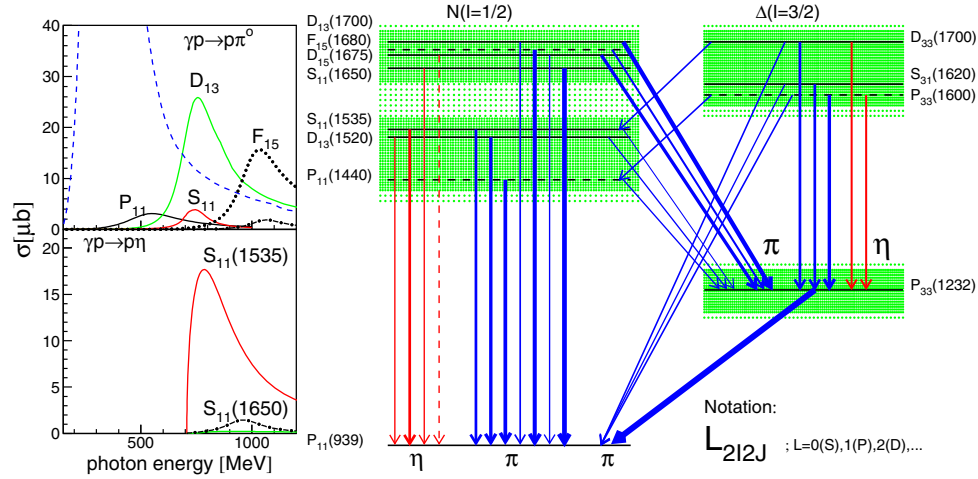 γp→pπ°
D13
F15
P11
S11
40
30
20
10
0
σ[μb]
γp→pη
S11(1535)
S11(1650)
20
15
10
5
0
500
1000
photon energy [MeV]
N(I=1/2)
D13(1700)
F15(1680)
D15(1675)
S11(1650)
S11(1535)
D13(1520)
P11(1440)
P11(939)
η
π
π
Δ(I=3/2)
D33(1700)
S31(1620)
P33(1600)
π
η
P33(1232)
Notation:
L2I2J ; L=0(S),1(P),2(D),...